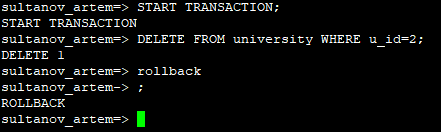 sultanov_artem=> START TRANSACTION;
START TRANSACTION
sultanov_artem=> DELETE FROM university WHERE u_id=2;
DELETE 1
sultanov_artem=> rollback
sultanov_artem-> ;
ROLLBACK
sultanov_artem=>